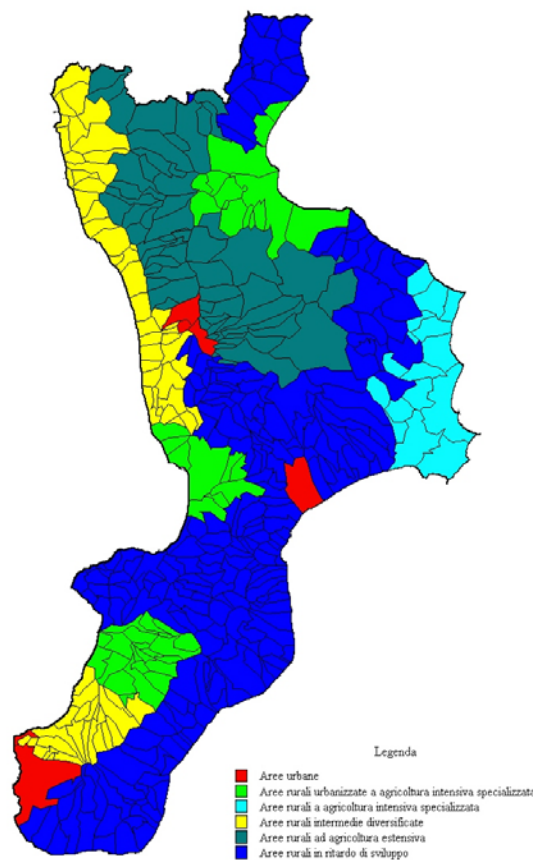 Legenda
Aree urbane
Aree rurali urbanizzate a agricoltura intensiva specializzata
Aree rurali a agricoltura intensiva specializzata
Aree rurali intermedie diversificate
Aree rurali ad agricoltura estensiva
Aree rurali in ritardo di sviluppo